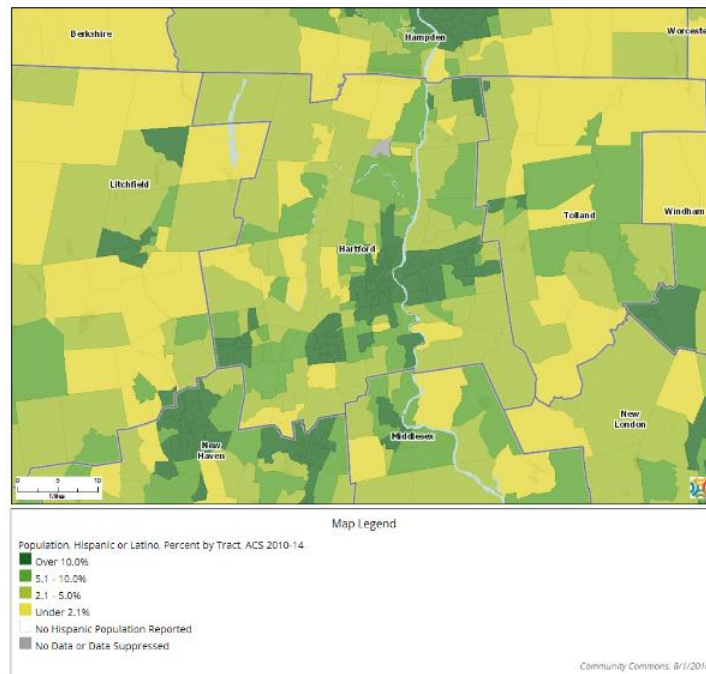 Berkshire
Hampden
Worceste
Litchfield
Tolland
Windham
Hartford
New
London
New
Haven
Middlesex
0 5 10
Miles
Map Legend
Population, Hispanic or Latino, Percent by Tract, ACS 2010-14
Over 10.0%
5.1 - 10.0%
2.1 - 5.0%
Under 2.1%
No Hispanic Population Reported
No Data or Data Suppressed
Community Commons: 8/1/201